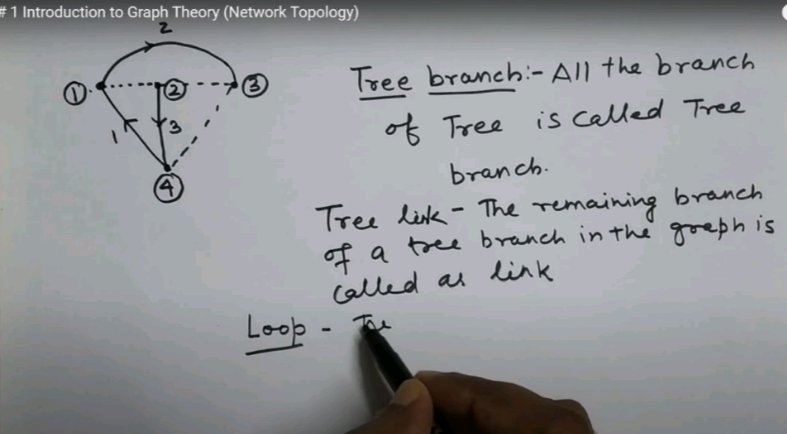 # 1 Introduction to Graph Theory (Network Topology)
2
1 2 3
1 3
4
Tree branch:- All the branch
of Tree is called Tree
branch.
Tree link - The remaining branch
of a tree branch in the graph is
called as link
Loop - The